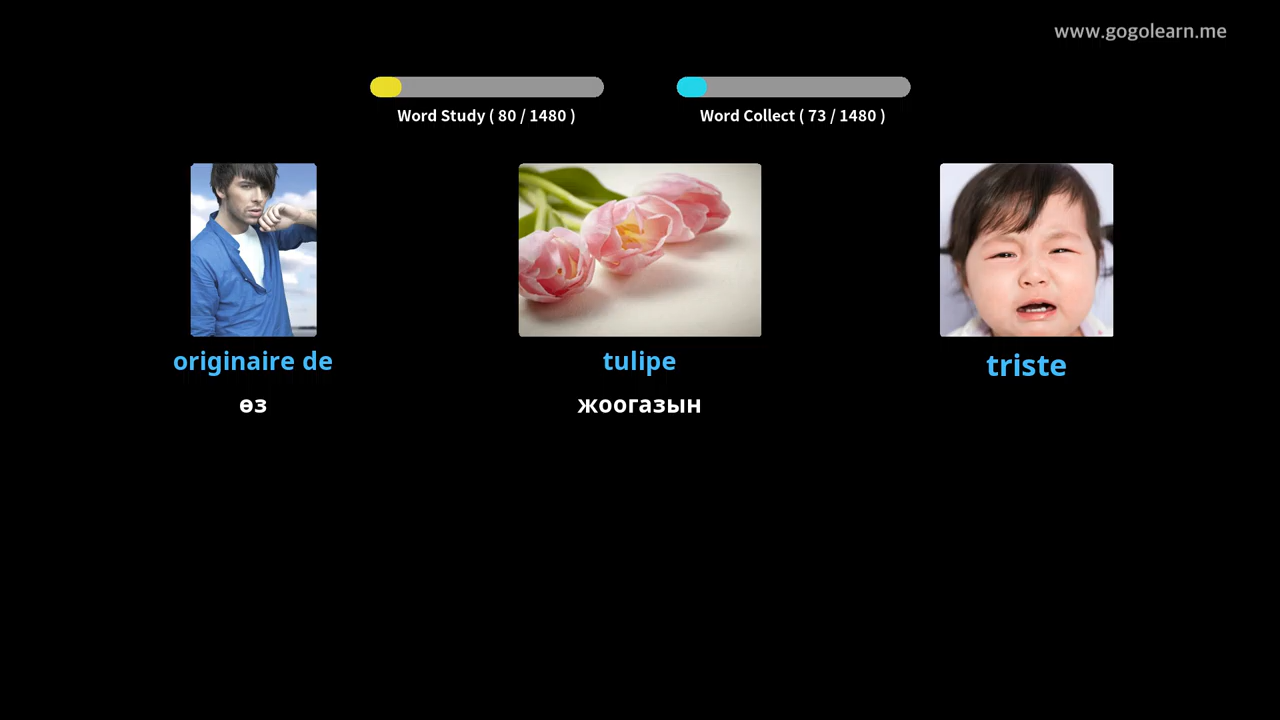 www.gogolearn.me
Word Study ( 80 / 1480 )
Word Collect ( 73 / 1480 )
originaire de
tulipe
triste
өз
жоогазын